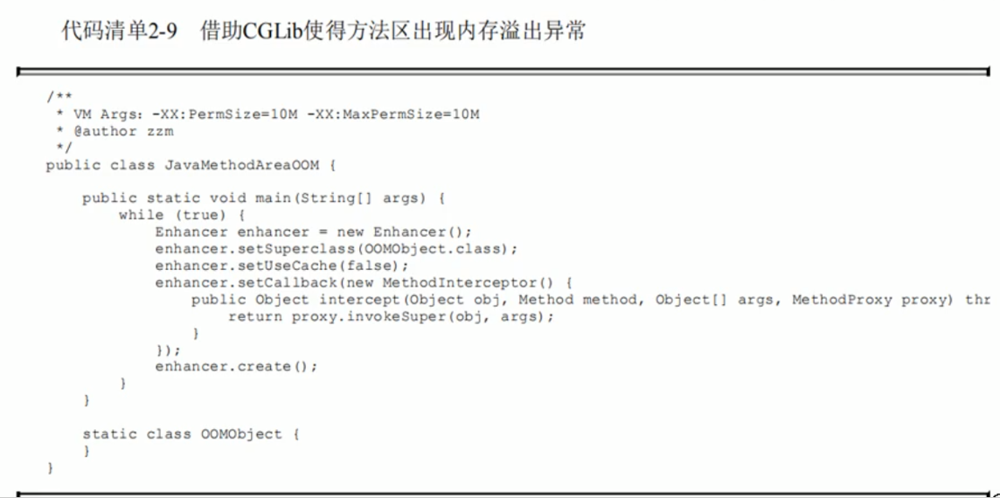 代码清单2-9 借助CGLib使得方法区出现内存溢出异常
/**
 * VM Args: -XX:PermSize=10M -XX:MaxPermSize=10M
 * @author zzm
 */
public class JavaMethodAreaOOM {
    public static void main(String[] args) {
        while (true) {
            Enhancer enhancer = new Enhancer();
            enhancer.setSuperclass(OOMObject.class);
            enhancer.setUseCache(false);
            enhancer.setCallback(new MethodInterceptor() {
                public Object intercept(Object obj, Method method, Object[] args, MethodProxy proxy) thr
                    return proxy.invokeSuper(obj, args);
                }
            });
            enhancer.create();
        }
    }
    static class OOMObject {
    }
}